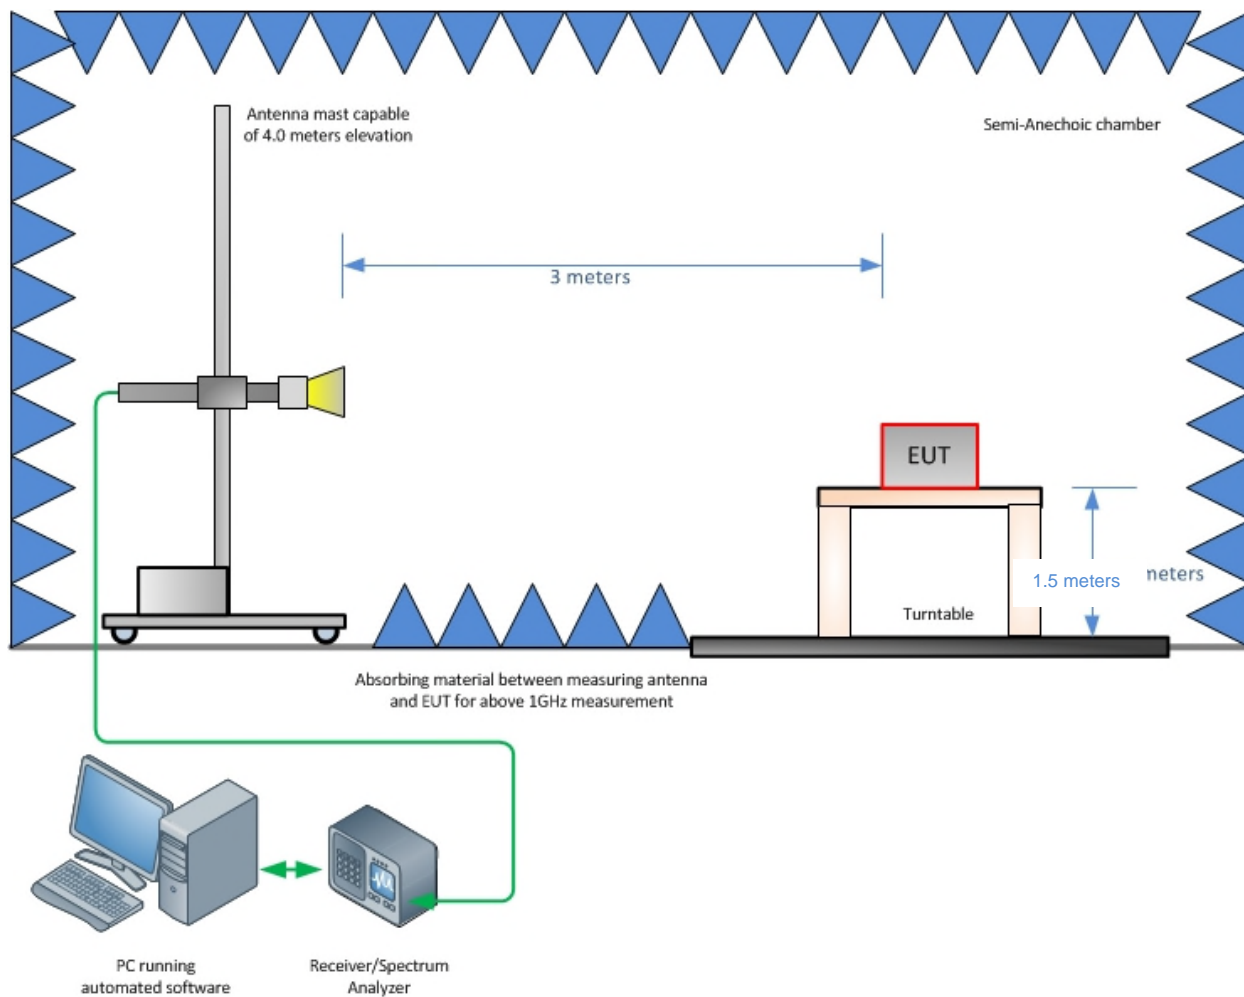 Antenna mast capable
of 4.0 meters elevation
Semi-Anechoic chamber
3 meters
EUT
1.5 meters
meters
Turntable
Absorbing material between measuring antenna
and EUT for above 1GHz measurement
PC running
automated software
Receiver/Spectrum
Analyzer